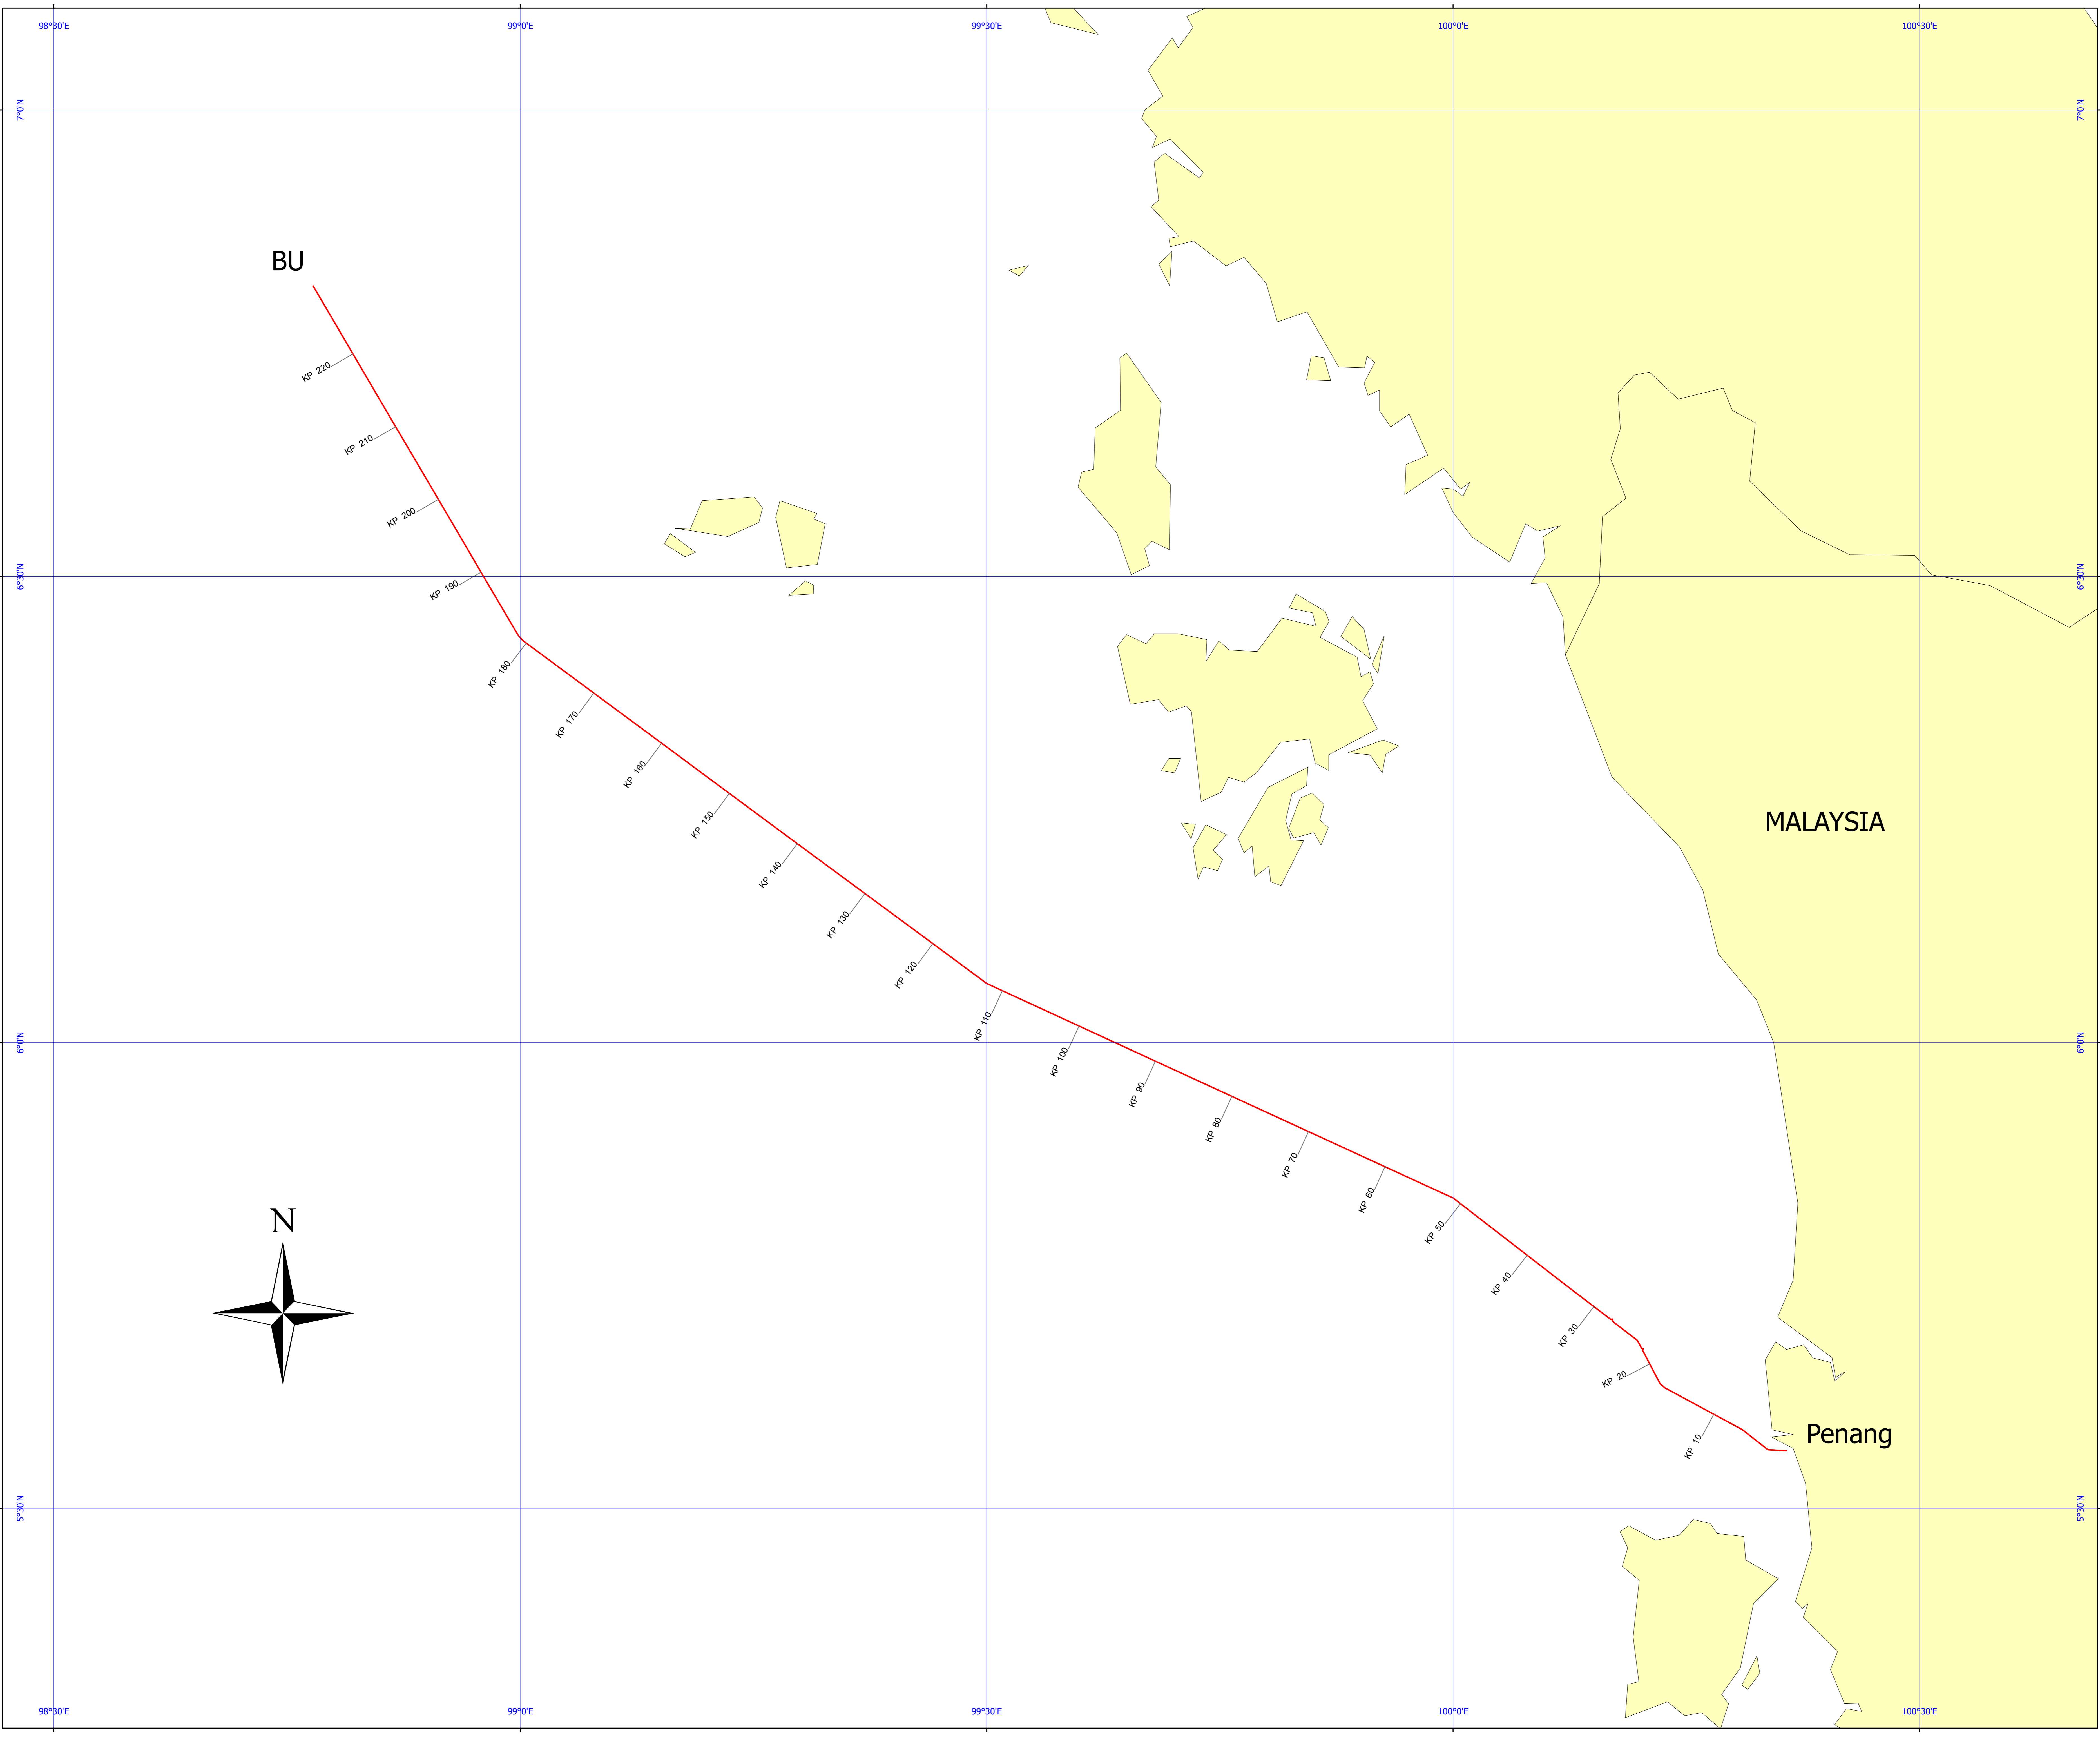 98°30'E
99°0'E
99°30'E
100°0'E
100°30'E
7°0'N
7°0'N
BU
KP 220
KP 210
KP 200
6°30'N
6°30'N
KP 190
KP 180
KP 170
KP 160
KP 150
MALAYSIA
KP 140
KP 130
KP 120
KP 110
6°0'N
6°0'N
KP 100
KP 90
KP 80
KP 70
KP 60
N
KP 50
KP 40
KP 30
KP 20
KP 10
Penang
5°30'N
5°30'N
98°30'E
99°0'E
99°30'E
100°0'E
100°30'E